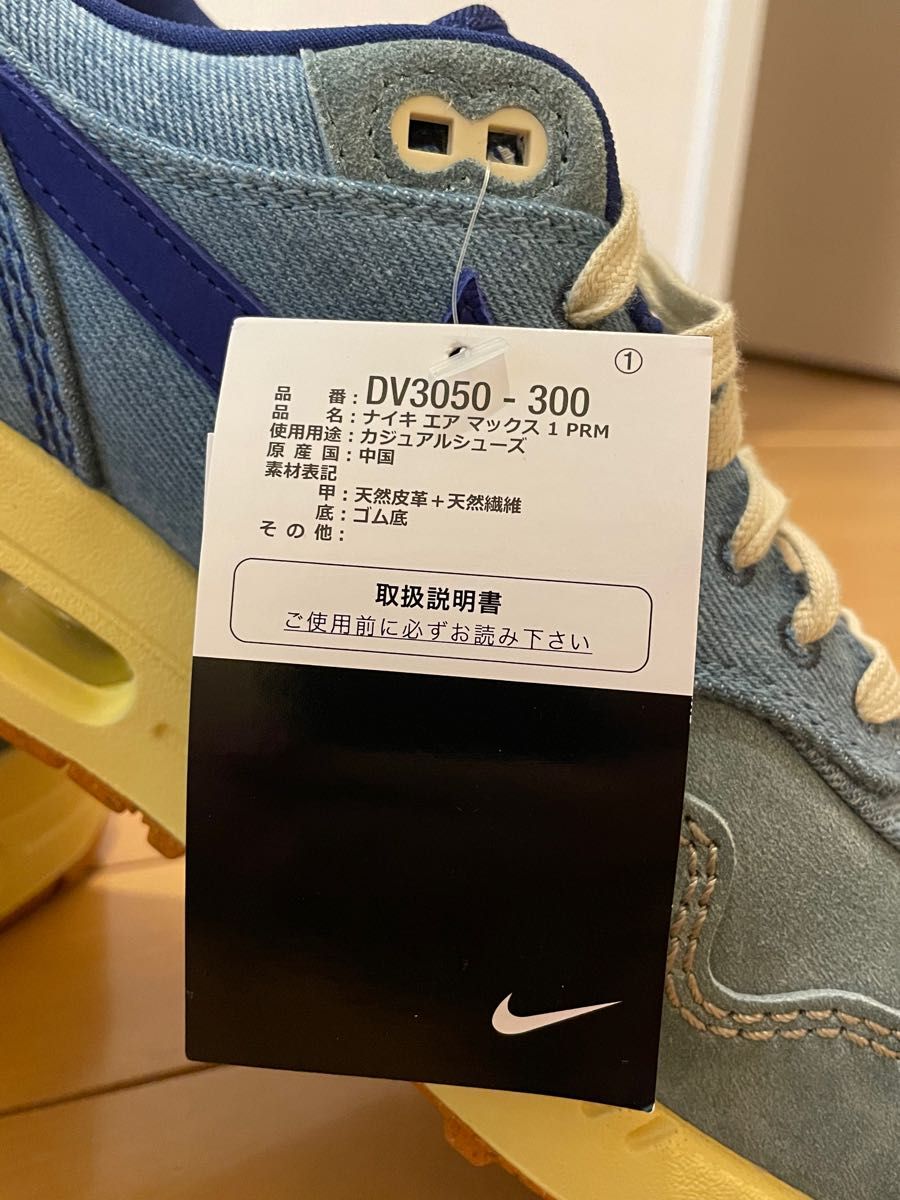 ①
品番：DV3050 - 300
品名：ナイキ エア マックス 1 PRM
使用用途：カジュアルシューズ
原産国：中国
素材表記
甲：天然皮革＋天然繊維
底：ゴム底
その他：
取扱説明書
ご使用前に必ずお読み下さい